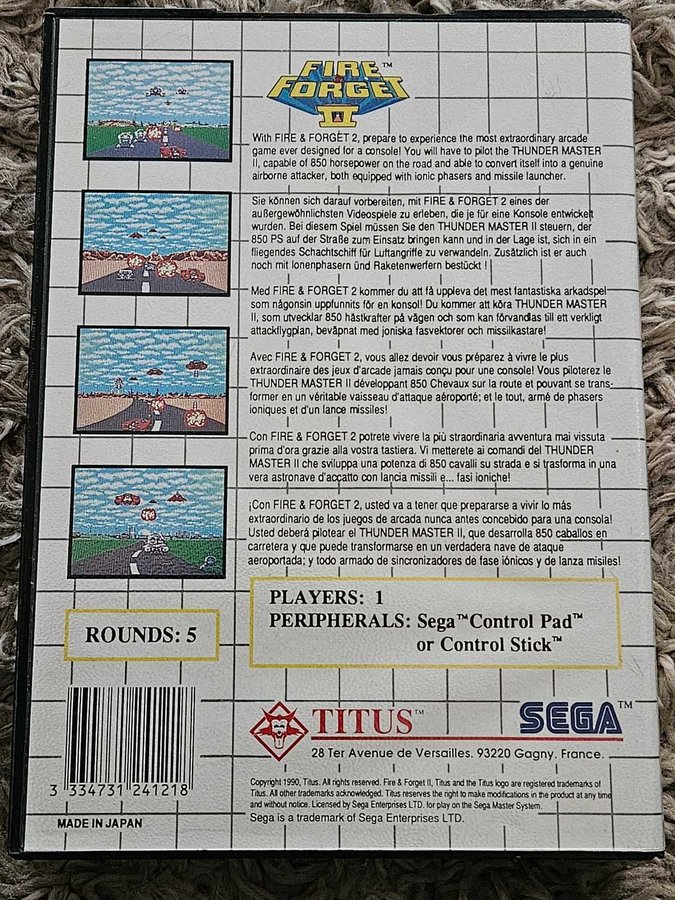 FIRE & FORGET II™
With FIRE & FORGET 2, prepare to experience the most extraordinary arcade
game ever designed for a console! You will have to pilot the THUNDER MASTER
II, capable of 850 horsepower on the road and able to convert itself into a genuine
airborne attacker, both equipped with ionic phasers and missile launcher.
Sie können sich darauf vorbereiten, mit FIRE & FORGET 2 eines der
außergewöhnlichsten Videospiele zu erleben, die je für eine Konsole entwickelt
wurden. Bei diesem Spiel müssen Sie den THUNDER MASTER II steuern, der
850 PS auf der Straße zum Einsatz bringen kann und in der Lage ist, sich in ein
fliegendes Schachtschiff für Luftangriffe zu verwandeln. Zusätzlich ist er auch
noch mit Ionenphasern und Raketenwerfern bestückt !
Med FIRE & FORGET 2 kommer du att få uppleva det mest fantastiska arkadspel
som någonsin uppfunnits för en konsol! Du kommer att köra THUNDER MASTER
II, som utvecklar 850 hästkrafter på vägen och som kan förvandlas till ett verkligt
attackflygplan, bevåpnat med joniska fasvektorer och missilkastare!
Avec FIRE & FORGET 2, vous allez devoir vous préparez à vivre le plus
extraordinaire des jeux d'arcade jamais conçu pour une console! Vous piloterez le
THUNDER MASTER II développant 850 Chevaux sur la route et pouvant se trans-
former en un véritable vaisseau d'attaque aéroporté; et le tout, armé de phasers
ioniques et d'un lance missiles!
Con FIRE & FORGET 2 potrete vivere la più straordinaria avventura mai vissuta
prima d'ora grazie alla vostra tastiera. Vi metterete ai comandi del THUNDER
MASTER II che sviluppa una potenza di 850 cavalli su strada e si trasforma in una
vera astronave d'accatto con lancia missili e... fasi ioniche!
¡Con FIRE & FORGET 2, usted va a tener que prepararse a vivir lo más
extraordinario de los juegos de arcada nunca antes concebido para una consola!
Usted deberá pilotear el THUNDER MASTER II, que desarrolla 850 caballos en
carretera y que puede transformarse en un verdadera nave de ataque
aeroportada; y todo armado de sincronizadores de fase iónicos y de lanza misiles!
ROUNDS: 5
PLAYERS: 1
PERIPHERALS: Sega™ Control Pad™
or Control Stick™
3 334731 241218
MADE IN JAPAN
TITUS™
SEGA™
28 Ter Avenue de Versailles. 93220 Gagny. France.
Copyright 1990, Titus. All rights reserved. Fire & Forget II, Titus and the Titus logo are registered trademarks of
Titus. All other trademarks acknowledged. Titus reserves the right to make modifications in the product at any time
and without notice. Licensed by Sega Enterprises LTD. for play on the Sega Master System.
Sega is a trademark of Sega Enterprises LTD.